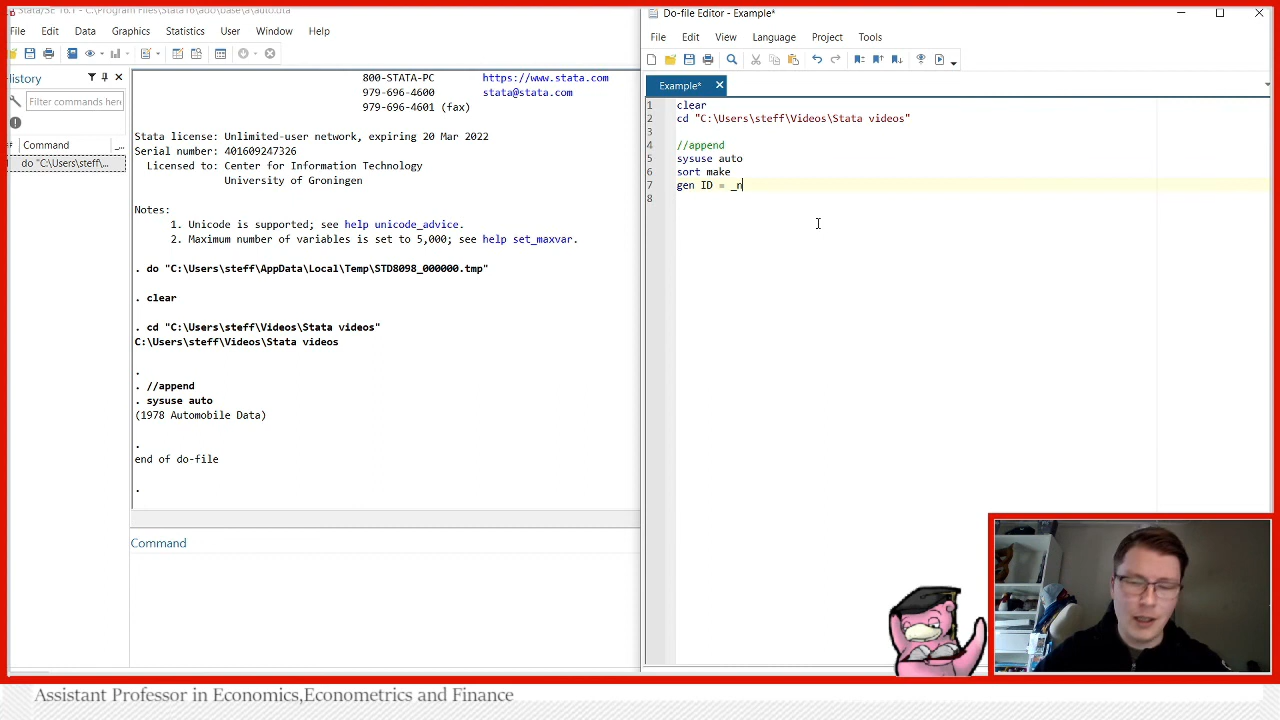 Stata/SE 16.1 - C:\Program Files\Stata16\ado\base\a\auto.dta
File Edit Data Graphics Statistics User Window Help
History
Filter commands here
Command
do "C:\Users\steff\...
800-STATA-PC https://www.stata.com
979-696-4600 stata@stata.com
979-696-4601 (fax)
Stata license: Unlimited-user network, expiring 20 Mar 2022
Serial number: 401609247326
Licensed to: Center for Information Technology
University of Groningen
Notes:
1. Unicode is supported; see help unicode_advice.
2. Maximum number of variables is set to 5,000; see help set_maxvar.
. do "C:\Users\steff\AppData\Local\Temp\STD8098_000000.tmp"
. clear
. cd "C:\Users\steff\Videos\Stata videos"
C:\Users\steff\Videos\Stata videos
.
. //append
. sysuse auto
(1978 Automobile Data)
.
end of do-file
.
Command
Do-file Editor - Example*
File Edit View Language Project Tools
Example*
1 clear
2 cd "C:\Users\steff\Videos\Stata videos"
3
4 //append
5 sysuse auto
6 sort make
7 gen ID = _n
8
Assistant Professor in Economics,Econometrics and Finance